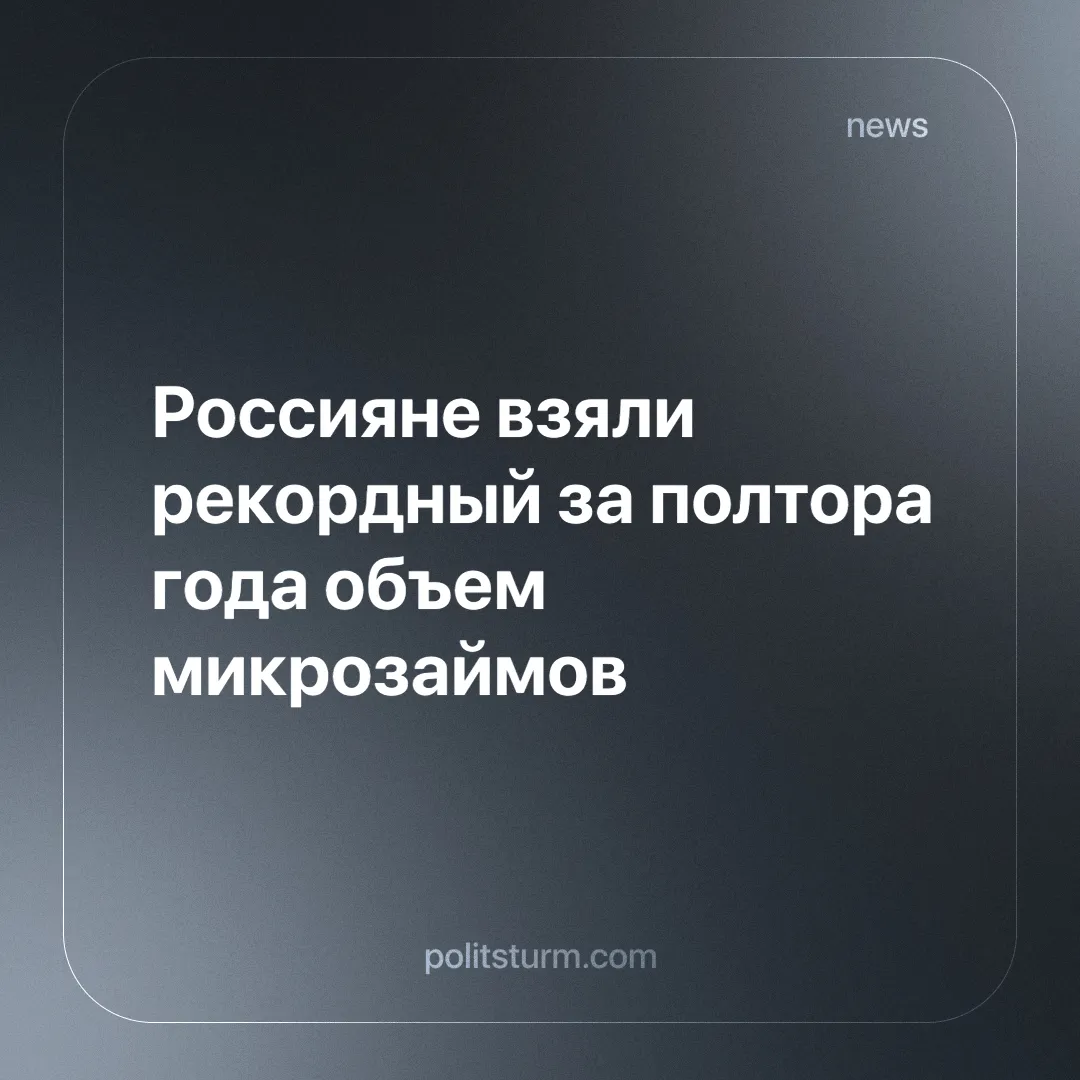 news
Россияне взяли
рекордный за полтора
года объем
микрозаймов
politsturm.com